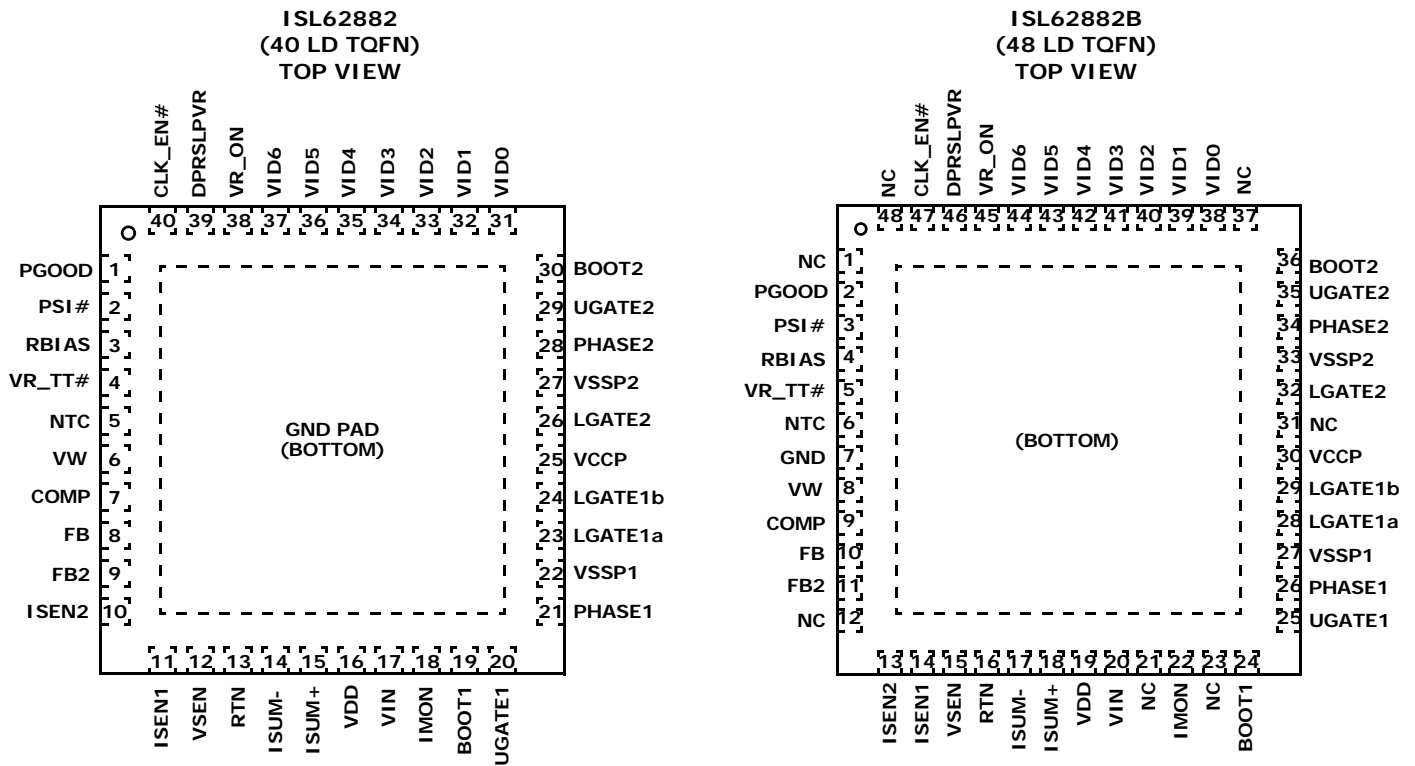 ISL62882
(40 LD TQFN)
TOP VIEW
CLK_EN#
DPRSLPVR
VR_ON
VID6
VID5
VID4
VID3
VID2
VID1
VID0
40 39 38 37 36 35 34 33 32 31
PGOOD 1
PSI# 2
RBIAS 3
VR_TT# 4
NTC 5
VW 6
COMP 7
FB 8
FB2 9
ISEN2 10
GND PAD
(BOTTOM)
30 BOOT2
29 UGATE2
28 PHASE2
27 VSSP2
26 LGATE2
25 VCCP
24 LGATE1b
23 LGATE1a
22 VSSP1
21 PHASE1
11 12 13 14 15 16 17 18 19 20
ISEN1
VSEN
RTN
ISUM-
ISUM+
VDD
VIN
IMON
BOOT1
UGATE1
ISL62882B
(48 LD TQFN)
TOP VIEW
NC
CLK_EN#
DPRSLPVR
VR_ON
VID6
VID5
VID4
VID3
VID2
VID1
VID0
NC
48 47 46 45 44 43 42 41 40 39 38 37
NC 1
PGOOD 2
PSI# 3
RBIAS 4
VR_TT# 5
NTC 6
GND 7
VW 8
COMP 9
FB 10
FB2 11
NC 12
(BOTTOM)
36 BOOT2
35 UGATE2
34 PHASE2
33 VSSP2
32 LGATE2
31 NC
30 VCCP
29 LGATE1b
28 LGATE1a
27 VSSP1
26 PHASE1
25 UGATE1
13 14 15 16 17 18 19 20 21 22 23 24
ISEN2
ISEN1
VSEN
RTN
ISUM-
ISUM+
VDD
VIN
NC
IMON
NC
BOOT1